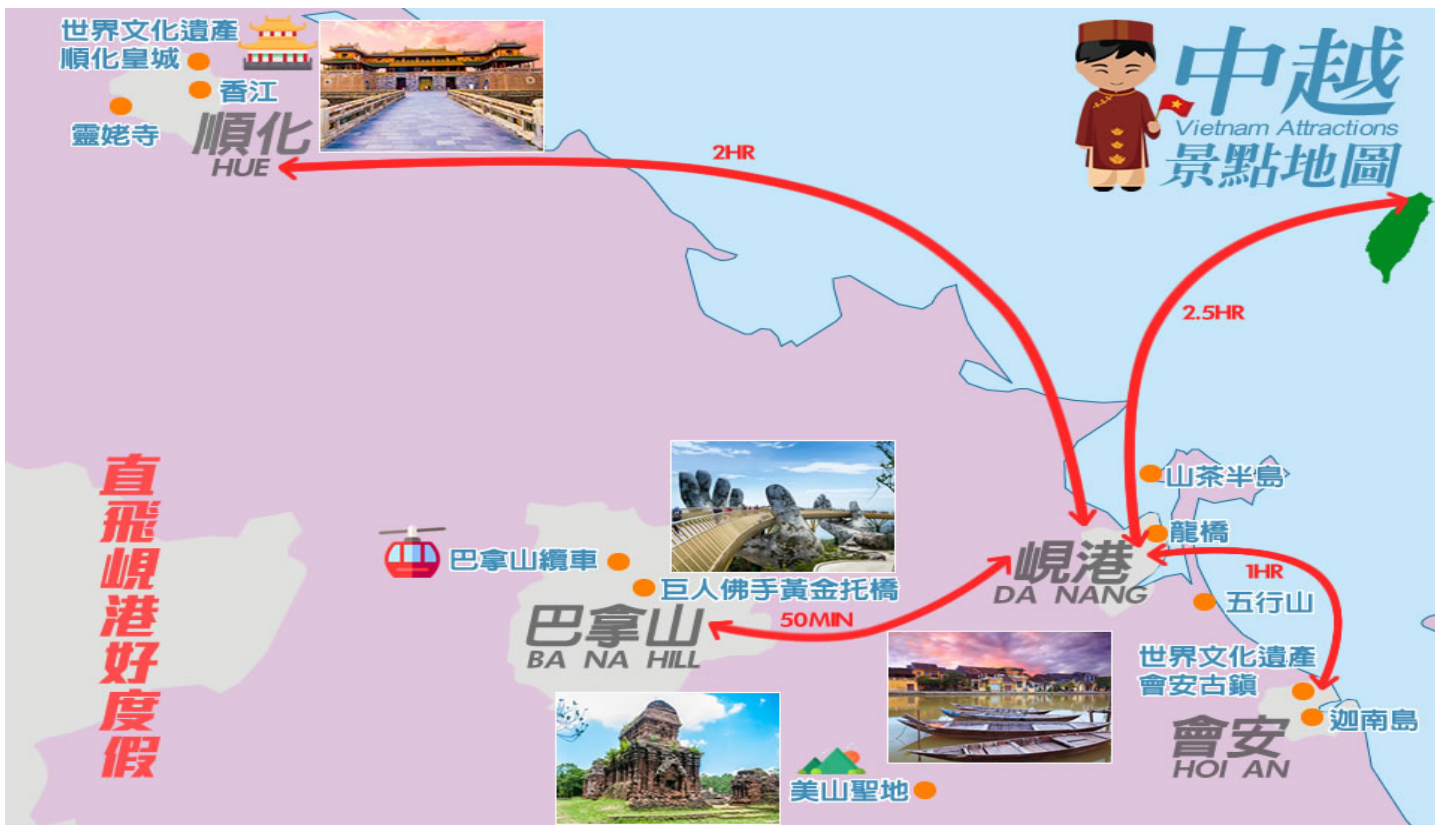 世界文化遺產
順化皇城
香江
靈姥寺
順化
HUE
2HR
中越
Vietnam Attractions
景點地圖
2.5HR
直飛峴港好度假
巴拿山纜車
巨人佛手黃金托橋
巴拿山
BA NA HILL
50MIN
山茶半島
龍橋
峴港
DA NANG
1HR
五行山
世界文化遺產
會安古鎮
迦南島
會安
HOI AN
美山聖地